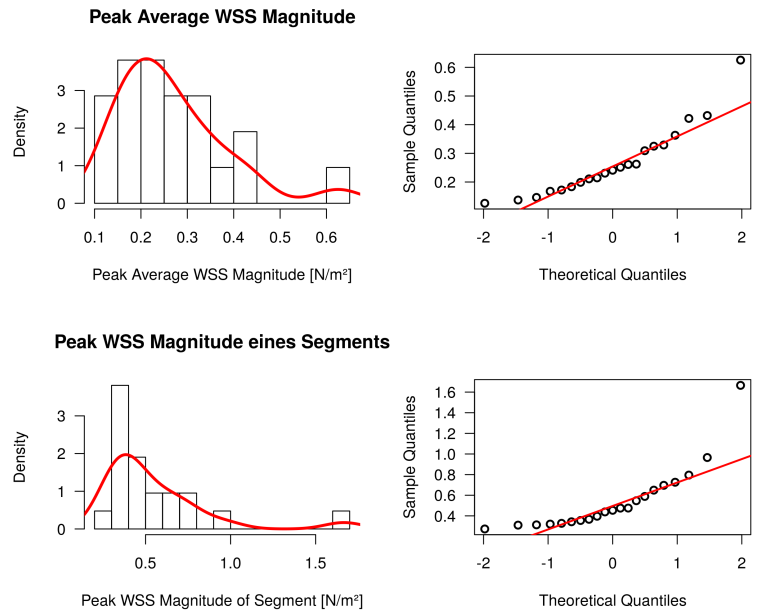 Peak Average WSS Magnitude
Density
0
1
2
3
0.1 0.2 0.3 0.4 0.5 0.6
Peak Average WSS Magnitude [N/m²]
Sample Quantiles
0.6
0.5
0.4
0.3
0.2
-2 -1 0 1 2
Theoretical Quantiles
Peak WSS Magnitude eines Segments
Density
0
1
2
3
0.5 1.0 1.5
Peak WSS Magnitude of Segment [N/m²]
Sample Quantiles
1.6
1.4
1.2
1.0
0.8
0.6
0.4
-2 -1 0 1 2
Theoretical Quantiles